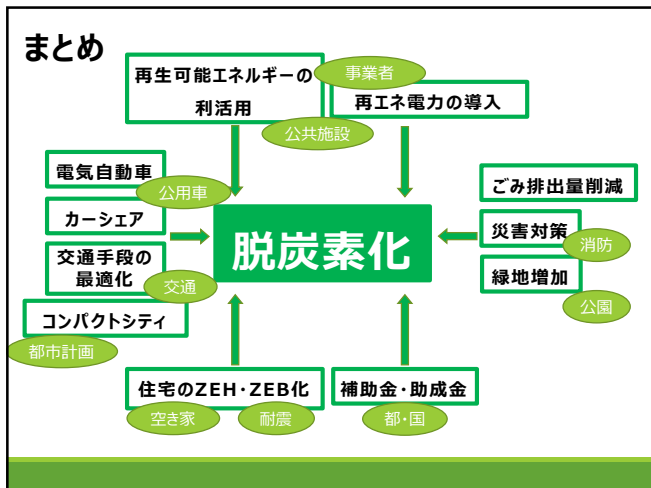 まとめ
再生可能エネルギーの
利活用
事業者
再エネ電力の導入
公共施設
電気自動車
公用車
カーシェア
交通手段の
最適化
交通
コンパクトシティ
都市計画
脱炭素化
ごみ排出量削減
災害対策
消防
緑地増加
公園
住宅のZEH・ZEB化
空き家
耐震
補助金・助成金
都・国